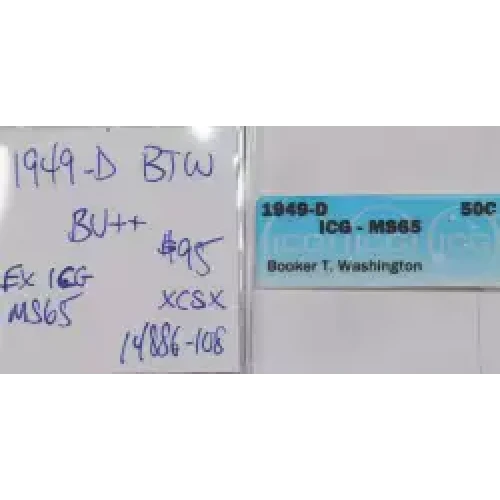 1949-D BTW
BU++
$95
EX ICG
MS65
XCSX
14886-108
1949-D 50C
ICG - MS65
Booker T. Washington